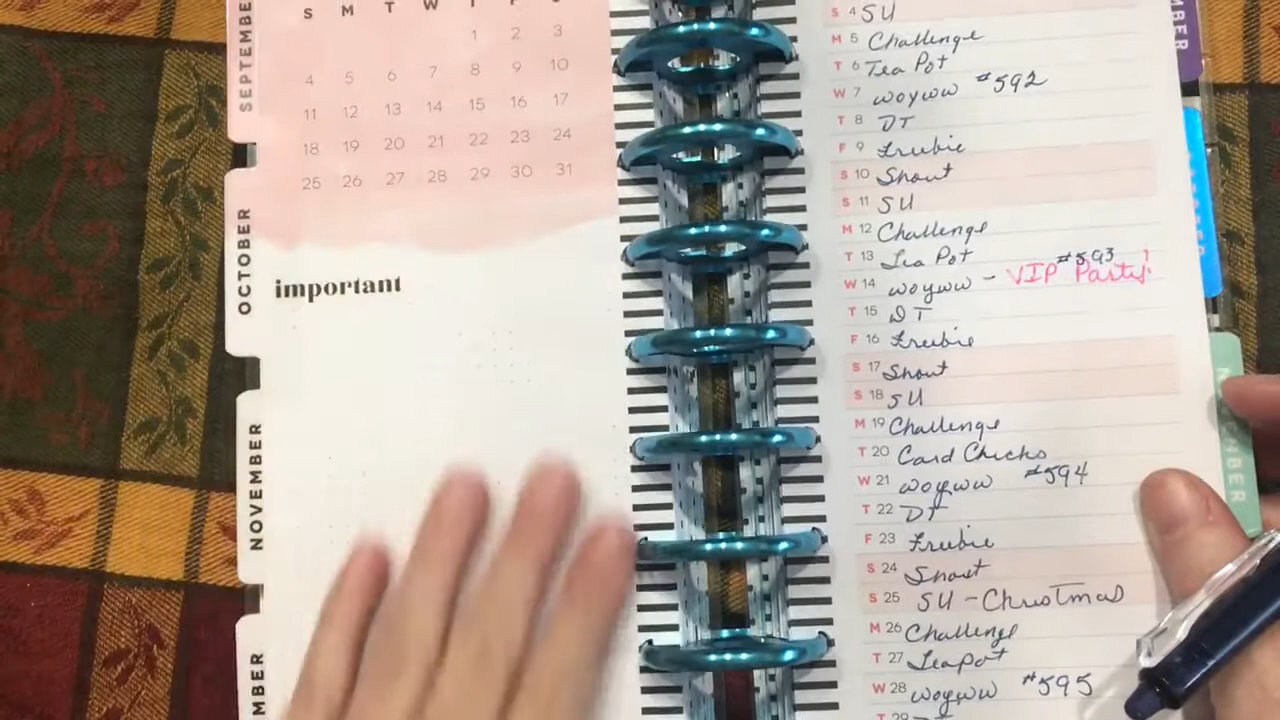 SEPTEMBER
OCTOBER
NOVEMBER
S M T W T
1 2 3
4 5 6 7 8 9 10
11 12 13 14 15 16 17
18 19 20 21 22 23 24
25 26 27 28 29 30 31
important
S 4 SU
M 5 Challenge
T 6 Tea Pot
W 7 woyww #592
T 8 DT
F 9 Freebie
S 10 Shout
S 11 SU
M 12 Challenge
T 13 Tea Pot
W 14 woyww #593 - VIP Party!
T 15 DT
F 16 Freebie
S 17 Shout
S 18 SU
M 19 Challenge
T 20 Card Chicks
W 21 woyww #594
T 22 DT
F 23 Freebie
S 24 Shout
S 25 SU - Christmas
M 26 Challenge
T 27 Teapot
W 28 woyww #595
T 29 DT